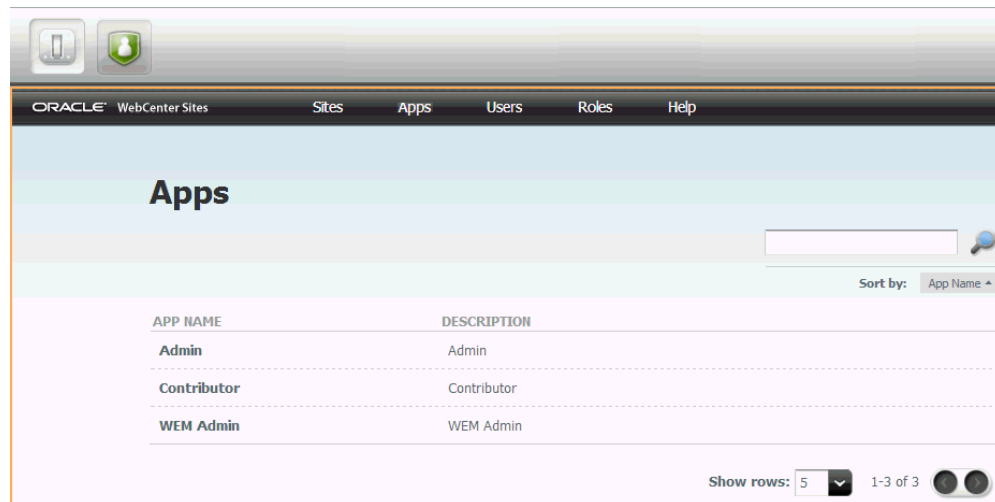 ORACLE WebCenter Sites Sites Apps Users Roles Help
Apps
Sort by: App Name
APP NAME DESCRIPTION
Admin Admin
Contributor Contributor
WEM Admin WEM Admin
Show rows: 5 1-3 of 3